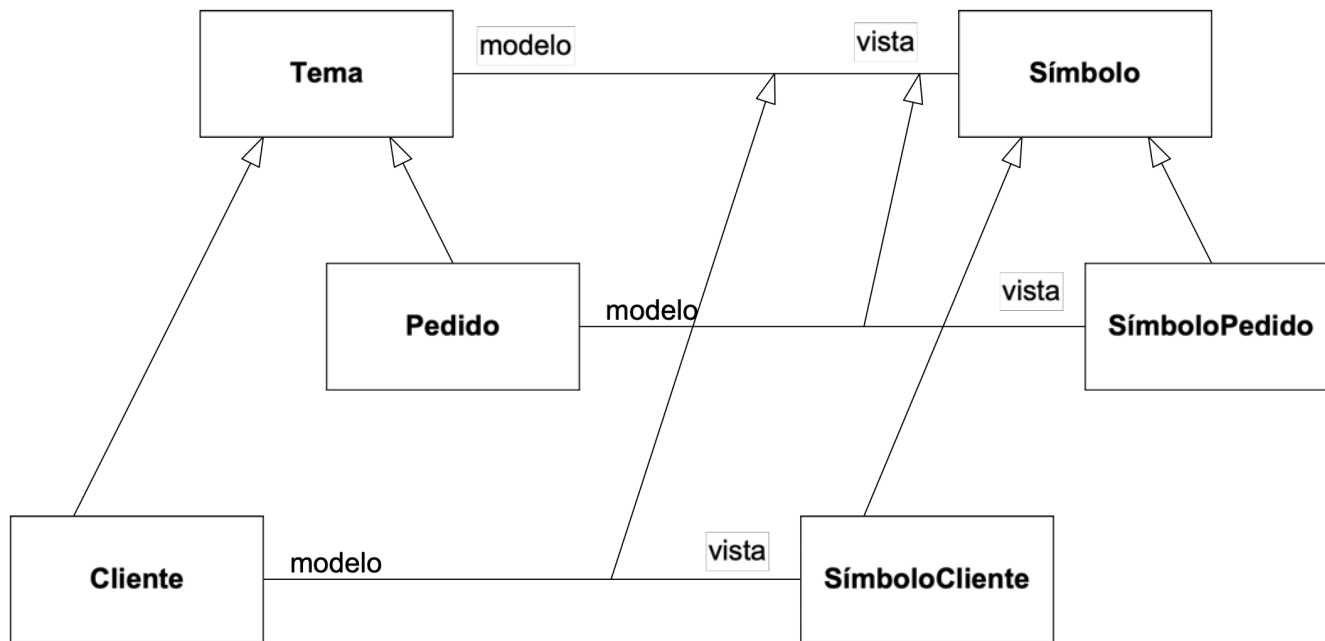 modelo
vista
Tema
Símbolo
modelo
vista
Pedido
SímboloPedido
modelo
vista
Cliente
SímboloCliente